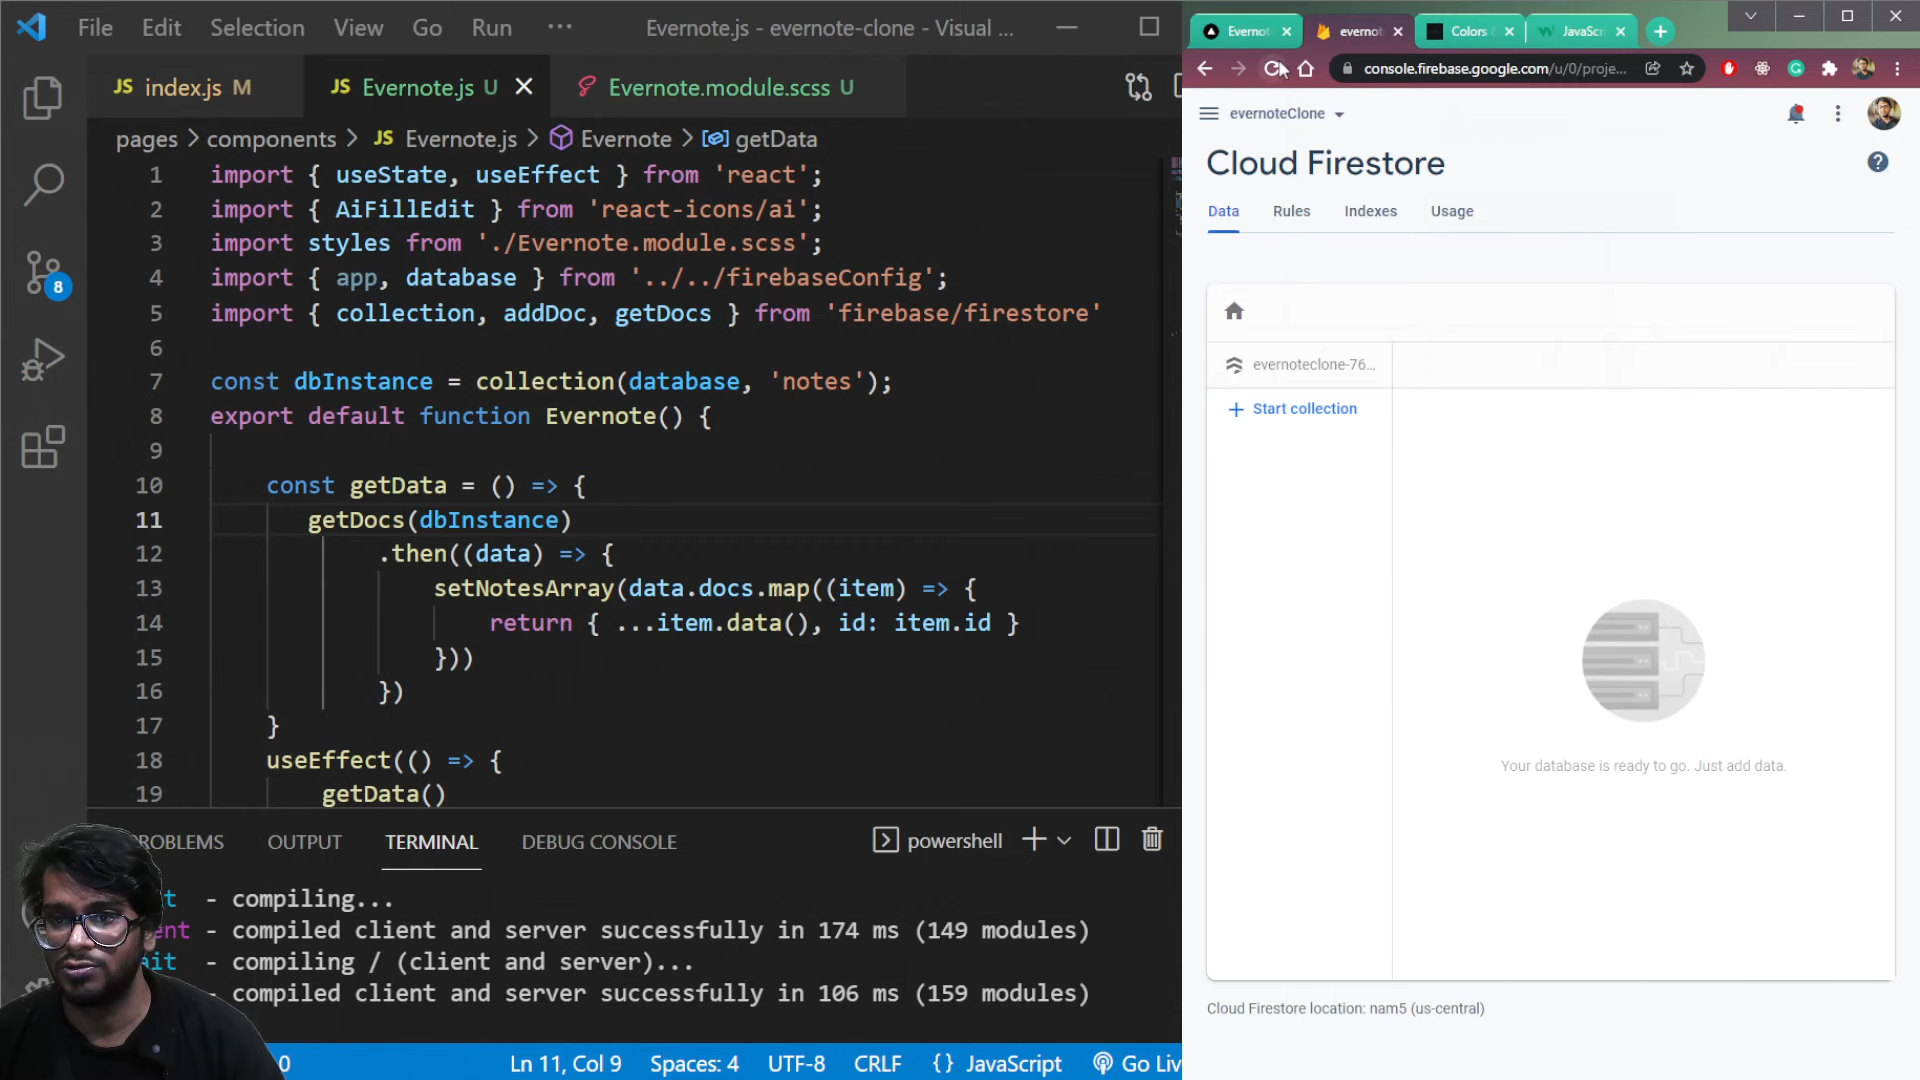 File Edit Selection View Go Run ··· Evernote.js - evernote-clone - Visual ...
JS index.js M JS Evernote.js U Evernote.module.scss U
pages > components > JS Evernote.js > Evernote > getData
1 import { useState, useEffect } from 'react';
2 import { AiFillEdit } from 'react-icons/ai';
3 import styles from './Evernote.module.scss';
4 import { app, database } from '../../firebaseConfig';
5 import { collection, addDoc, getDocs } from 'firebase/firestore'
6
7 const dbInstance = collection(database, 'notes');
8 export default function Evernote() {
9
10 const getData = () => {
11 getDocs(dbInstance)
12 .then((data) => {
13 setNotesArray(data.docs.map((item) => {
14 return { ...item.data(), id: item.id }
15 }))
16 })
17 }
18 useEffect(() => {
19 getData()
8
ROBLEMS OUTPUT TERMINAL DEBUG CONSOLE powershell
t - compiling...
ent - compiled client and server successfully in 174 ms (149 modules)
ait - compiling / (client and server)...
- compiled client and server successfully in 106 ms (159 modules)
0 Ln 11, Col 9 Spaces: 4 UTF-8 CRLF {} JavaScript Go Liv
Evernot evernot Colors JavaScri
console.firebase.google.com/u/0/proje...
evernoteClone
Cloud Firestore
Data Rules Indexes Usage
evernoteclone-76...
+ Start collection
Your database is ready to go. Just add data.
Cloud Firestore location: nam5 (us-central)